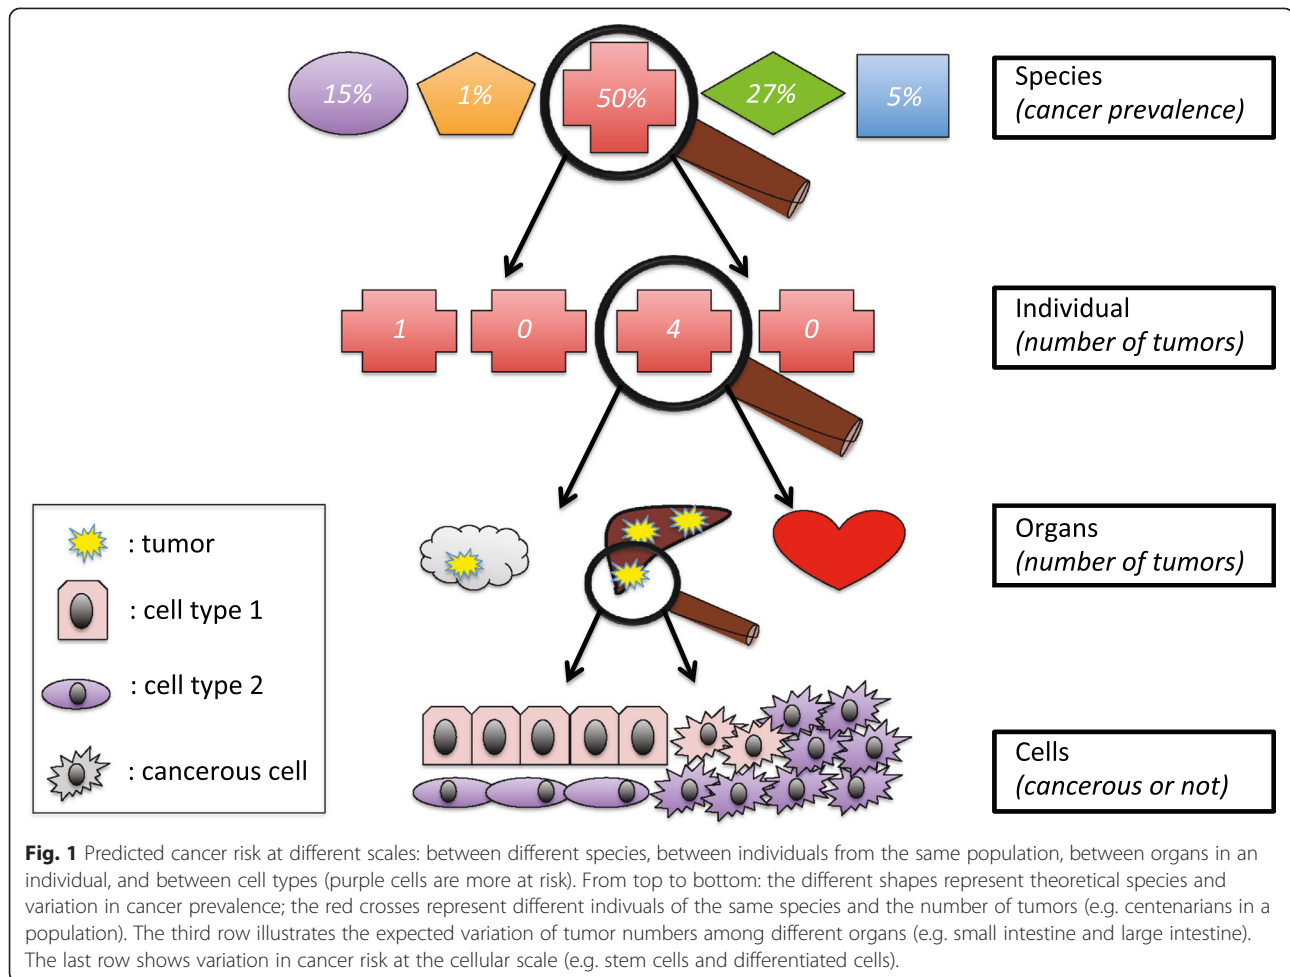 15%
1%
50%
27%
5%
Species
(cancer prevalence)
1
0
4
0
Individual
(number of tumors)
Organs
(number of tumors)
: tumor
: cell type 1
: cell type 2
: cancerous cell
Cells
(cancerous or not)
Fig. 1 Predicted cancer risk at different scales: between different species, between individuals from the same population, between organs in an
individual, and between cell types (purple cells are more at risk). From top to bottom: the different shapes represent theoretical species and
variation in cancer prevalence; the red crosses represent different indivuals of the same species and the number of tumors (e.g. centenarians in a
population). The third row illustrates the expected variation of tumor numbers among different organs (e.g. small intestine and large intestine).
The last row shows variation in cancer risk at the cellular scale (e.g. stem cells and differentiated cells).